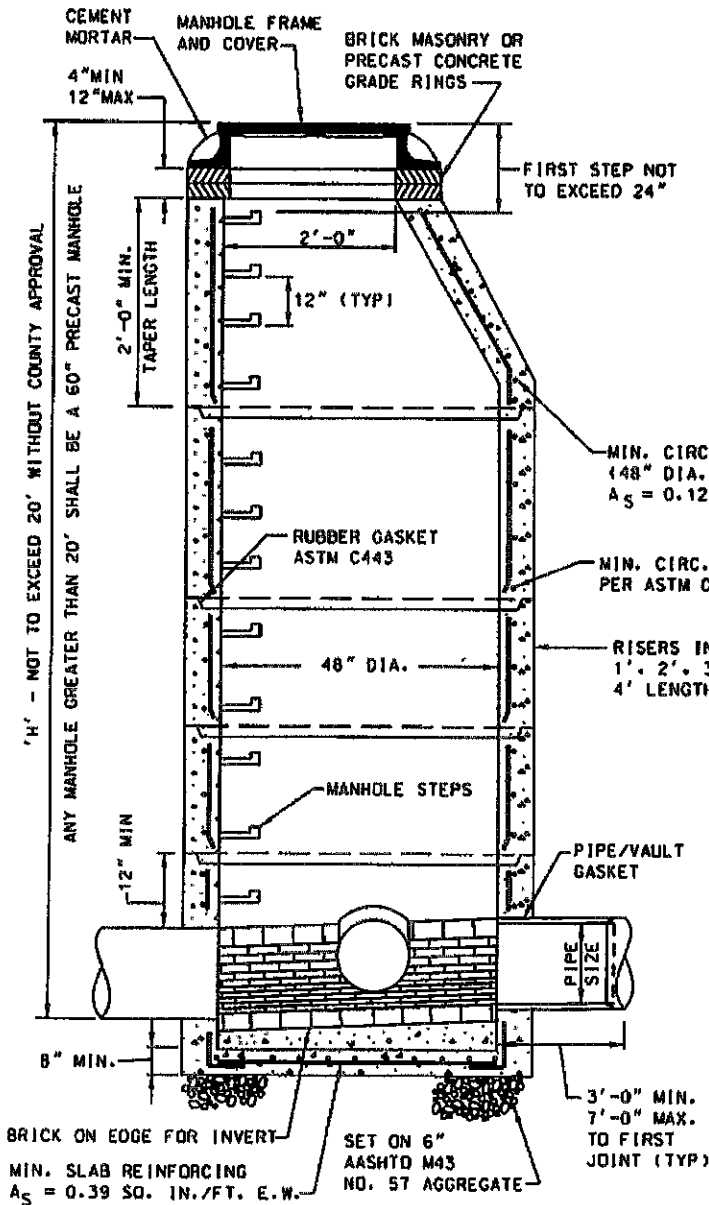 CEMENT
MORTAR
MANHOLE FRAME
AND COVER
BRICK MASONRY OR
PRECAST CONCRETE
GRADE RINGS
4"MIN
12"MAX
FIRST STEP NOT
TO EXCEED 24"
2'-0"
12" (TYP)
2'-0" MIN.
TAPER LENGTH
'H' - NOT TO EXCEED 20' WITHOUT COUNTY APPROVAL
ANY MANHOLE GREATER THAN 20' SHALL BE A 60" PRECAST MANHOLE
MIN. CIRC
(48" DIA.
AS = 0.12
RUBBER GASKET
ASTM C443
MIN. CIRC.
PER ASTM C
48" DIA.
RISERS IN
1', 2', 3
4' LENGTH
MANHOLE STEPS
12" MIN
PIPE/VAULT
GASKET
PIPE
SIZE
8" MIN.
3'-0" MIN.
7'-0" MAX.
TO FIRST
JOINT (TYP)
BRICK ON EDGE FOR INVERT
SET ON 6"
AASHTO M43
NO. 57 AGGREGATE
MIN. SLAB REINFORCING
AS = 0.39 SQ. IN./FT. E.W.